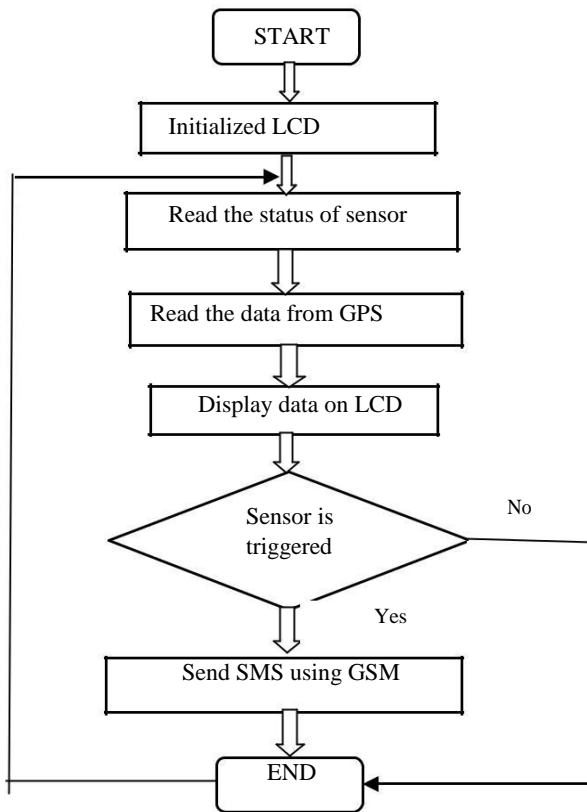 START
Initialized LCD
Read the status of sensor
Read the data from GPS
Display data on LCD
Sensor is
triggered
No
Yes
Send SMS using GSM
END